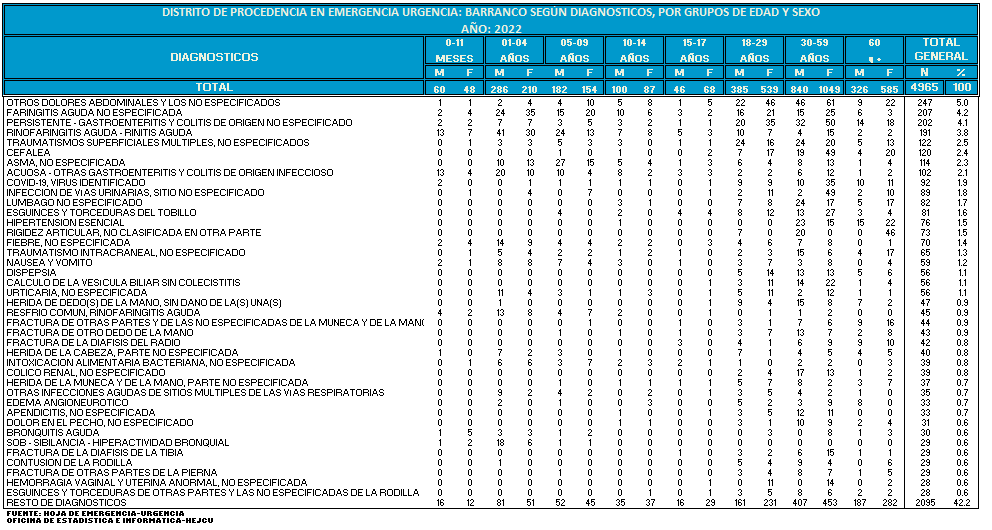 DISTRITO DE PROCEDENCIA EN EMERGENCIA URGENCIA: BARRANCO SEGÚN DIAGNOSTICOS, POR GRUPOS DE EDAD Y SEXO
AÑO: 2022
DIAGNOSTICOS 0-11 MESES 01-04 AÑOS 05-09 AÑOS 10-14 AÑOS 15-17 AÑOS 18-29 AÑOS 30-59 AÑOS 60 TOTAL GENERAL
M F M F M F M F M F M F M F M F N %
TOTAL 60 48 286 210 182 154 100 87 46 68 385 539 840 1049 326 585 4965 100
OTROS DOLORES ABDOMINALES Y LOS NO ESPECIFICADOS 1 1 2 4 4 10 5 8 1 5 22 46 46 61 9 22 247 5.0
FARINGITIS AGUDA NO ESPECIFICADA 2 4 24 35 15 20 10 6 3 2 16 21 15 25 6 3 207 4.2
PERSISTENTE - GASTROENTERITIS Y COLITIS DE ORIGEN NO ESPECIFICADO 2 2 7 7 3 5 3 2 1 1 20 35 32 50 14 18 202 4.1
RINOFARINGITIS AGUDA - RINITIS AGUDA 13 7 41 30 24 13 7 8 5 3 10 7 4 15 2 2 191 3.8
TRAUMATISMOS SUPERFICIALES MULTIPLES, NO ESPECIFICADOS 0 1 3 3 5 3 3 0 1 1 24 16 24 20 5 13 122 2.5
CEFALEA 0 0 0 0 1 0 1 0 0 2 7 17 19 49 4 20 120 2.4
ASMA, NO ESPECIFICADA 0 0 10 13 27 15 5 4 1 3 6 4 8 13 1 4 114 2.3
ACUOSA - OTRAS GASTROENTERITIS Y COLITIS DE ORIGEN INFECCIOSO 13 4 20 10 10 4 8 2 3 3 2 2 6 12 1 2 102 2.1
COVID-19, VIRUS IDENTIFICADO 2 0 0 1 1 1 1 1 0 0 9 9 10 35 10 11 92 1.9
INFECCION DE VIAS URINARIAS, SITIO NO ESPECIFICADO 0 1 0 4 0 7 0 0 0 1 2 11 2 49 2 10 89 1.8
LUMBAGO NO ESPECIFICADO 0 0 0 0 0 0 3 1 0 0 7 8 24 17 5 17 82 1.7
ESGUINCES Y TORCEDURAS DEL TOBILLO 0 0 0 0 4 0 2 0 4 4 8 12 13 27 3 4 81 1.6
HIPERTENSION ESENCIAL 0 0 0 0 0 0 1 0 0 0 0 0 23 15 15 22 76 1.5
RIGIDEZ ARTICULAR, NO CLASIFICADA EN OTRA PARTE 0 0 0 0 0 0 0 0 0 0 7 0 20 0 0 46 73 1.5
FIEBRE, NO ESPECIFICADA 2 4 14 9 4 4 2 2 0 3 4 6 7 8 0 1 70 1.4
TRAUMATISMO INTRACRANEAL, NO ESPECIFICADO 0 1 5 4 2 2 1 2 0 1 2 3 15 6 4 17 65 1.3
NAUSEA Y VOMITO 2 1 8 8 7 4 3 0 1 0 3 7 3 8 0 4 59 1.2
DISPEPSIA 0 0 0 0 0 0 0 0 0 0 5 14 13 13 5 6 56 1.1
CALCULO DE LA VESICULA BILIAR SIN COLECISTITIS 0 0 0 0 0 0 0 0 0 0 3 11 14 22 1 4 56 1.1
URTICARIA, NO ESPECIFICADA 0 0 11 4 3 1 1 3 0 1 5 11 2 12 1 1 56 1.1
HERIDA DE DEDO(S) DE LA MANO, SIN DANO DE LA(S) UNA(S) 0 0 1 0 0 0 0 0 0 1 9 4 15 8 7 2 47 0.9
RESFRIO COMUN, RINOFARINGITIS AGUDA 4 2 13 8 4 7 2 0 0 1 0 1 1 2 0 0 45 0.9
FRACTURA DE OTRAS PARTES Y DE LAS NO ESPECIFICADAS DE LA MUNECA Y DE LA MAN( 0 0 0 0 0 1 0 0 0 0 3 1 7 6 9 16 44 0.9
FRACTURA DE OTRO DEDO DE LA MANO 0 0 0 0 1 0 1 0 0 0 3 7 13 7 2 8 43 0.9
FRACTURA DE LA DIAFISIS DEL RADIO 0 0 0 0 0 0 0 0 3 0 4 1 6 9 9 10 42 0.8
HERIDA DE LA CABEZA, PARTE NO ESPECIFICADA 1 0 7 2 3 0 1 0 0 0 7 1 4 5 4 5 40 0.8
INTOXICACION ALIMENTARIA BACTERIANA, NO ESPECIFICADA 0 1 6 6 3 7 2 3 2 1 1 0 2 2 0 3 39 0.8
COLICO RENAL, NO ESPECIFICADO 0 0 0 0 0 0 0 0 0 0 2 4 17 13 1 2 39 0.8
HERIDA DE LA MUNECA Y DE LA MANO, PARTE NO ESPECIFICADA 0 0 0 0 1 0 1 1 1 1 5 7 8 2 3 7 37 0.7
OTRAS INFECCIONES AGUDAS DE SITIOS MULTIPLES DE LAS VIAS RESPIRATORIAS 0 0 9 2 4 2 0 2 0 1 3 5 4 2 1 0 35 0.7
EDEMA ANGIONEUROTICO 0 0 2 0 1 0 0 3 0 0 5 2 3 9 8 0 33 0.7
APENDICITIS, NO ESPECIFICADA 0 0 0 0 0 0 1 1 0 0 3 5 12 11 0 0 33 0.7
DOLOR EN EL PECHO, NO ESPECIFICADO 0 0 0 0 0 0 1 1 0 0 3 1 10 9 2 4 31 0.6
BRONQUITIS AGUDA 1 5 3 3 1 2 0 0 0 0 3 0 0 8 1 3 30 0.6
SOB - SIBILANCIA - HIPERACTIVIDAD BRONQUIAL 1 2 18 6 1 1 0 0 0 0 0 0 0 0 0 0 29 0.6
FRACTURA DE LA DIAFISIS DE LA TIBIA 0 0 0 0 0 0 0 0 0 0 3 2 6 15 1 1 29 0.6
CONTUSION DE LA RODILLA 0 0 1 0 0 0 0 0 0 0 5 4 9 4 0 6 29 0.6
FRACTURA DE OTRAS PARTES DE LA PIERNA 0 0 0 0 1 0 0 0 0 0 3 4 8 7 1 5 29 0.6
HEMORRAGIA VAGINAL Y UTERINA ANORMAL, NO ESPECIFICADA 0 0 0 0 0 0 0 0 0 1 0 11 0 14 0 2 28 0.6
ESGUINCES Y TORCEDURAS DE OTRAS PARTES Y LAS NO ESPECIFICADAS DE LA RODILLA 0 0 0 0 0 0 0 1 0 0 3 5 8 6 2 2 28 0.6
RESTO DE DIAGNOSTICOS 16 12 81 51 52 45 35 37 16 29 161 231 407 453 187 282 2095 42.2
FUENTE: HOJA DE EMERGENCIA-URGENCIA
OFICINA DE ESTADISTICA E INFORMATICA-HEJCU